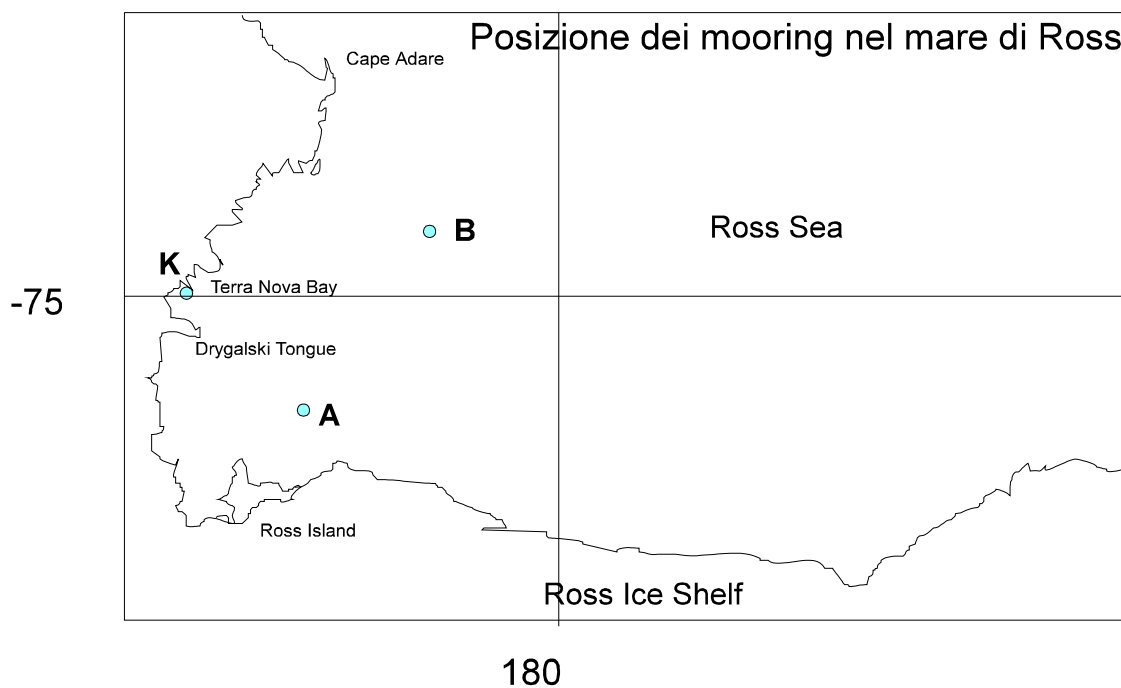 Posizione dei mooring nel mare di Ross
Cape Adare
B
Ross Sea
K
Terra Nova Bay
-75
Drygalski Tongue
A
Ross Island
Ross Ice Shelf
180